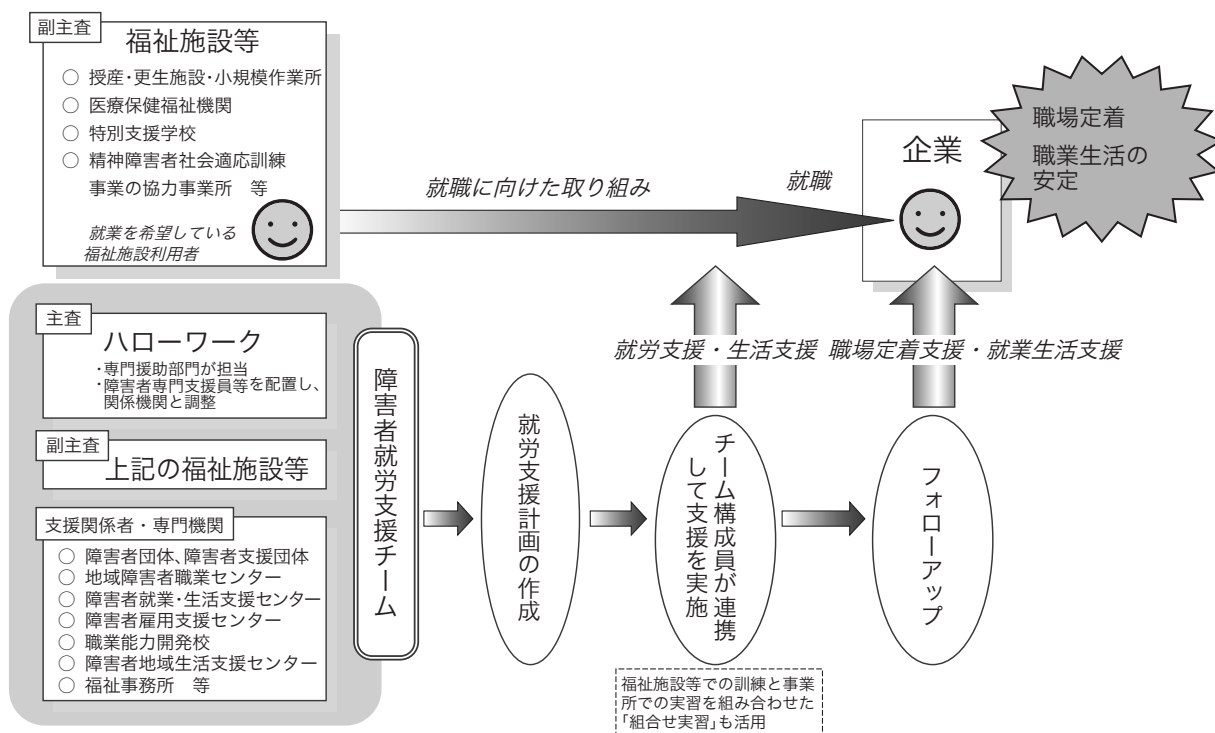 副主査
福祉施設等
○ 授産・更生施設・小規模作業所
○ 医療保健福祉機関
○ 特別支援学校
○ 精神障害者社会適応訓練
事業の協力事業所　等
就業を希望している
福祉施設利用者
就職に向けた取り組み
就職
企業
職場定着
職業生活の
安定
主査
ハローワーク
・専門援助部門が担当
・障害者専門支援員等を配置し、
関係機関と調整
副主査
上記の福祉施設等
支援関係者・専門機関
○ 障害者団体、障害者支援団体
○ 地域障害者職業センター
○ 障害者就業・生活支援センター
○ 障害者雇用支援センター
○ 職業能力開発校
○ 障害者地域生活支援センター
○ 福祉事務所　等
障害者就労支援チーム
就労支援計画の作成
就労支援・生活支援
チーム構成員が連携
して支援を実施
福祉施設等での訓練と事業
所での実習を組み合わせた
「組合せ実習」も活用
職場定着支援・就業生活支援
フォローアップ